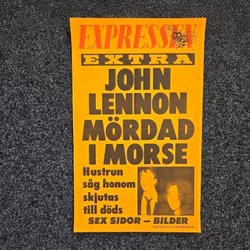 EXPRESSEN
EXTRA
JOHN
LENNON
MÖRDAD
I MORSE
Hustrun
såg honom
skjutas
till döds
SEX SIDOR — BILDER